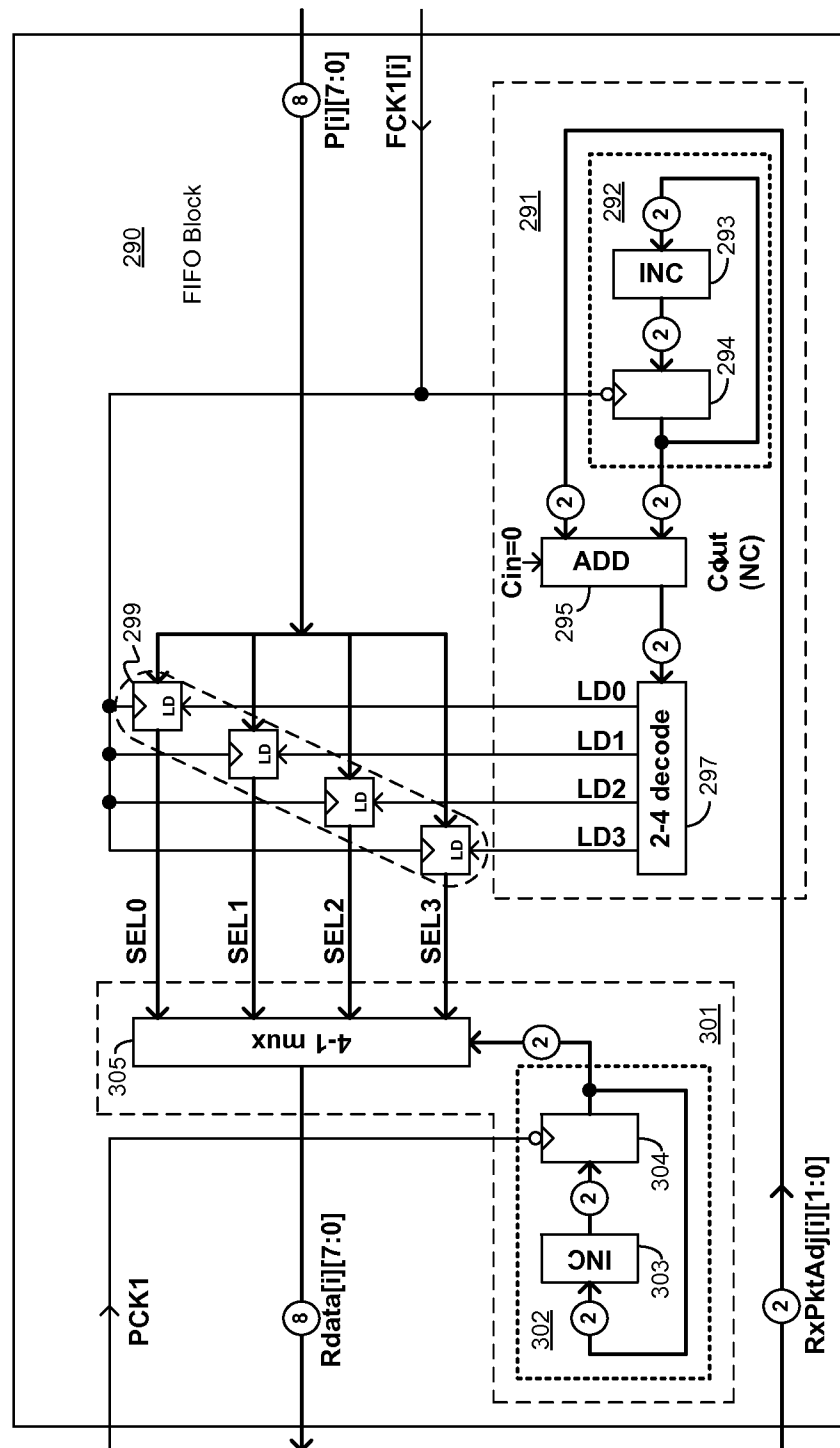 290
FIFO Block
8
P[i][7:0]
FCK1[i]
291
292
2
INC
293
2
294
2
2
Cin=0
ADD
Cout
(NC)
295
2
299
LD
LD
LD
LD
LD0
LD1
LD2
LD3
2-4 decode
297
SEL0
SEL1
SEL2
SEL3
305
4-1 mux
301
2
304
2
INC
303
2
302
PCK1
8
Rdata[i][7:0]
2
RxPktAdj[i][1:0]